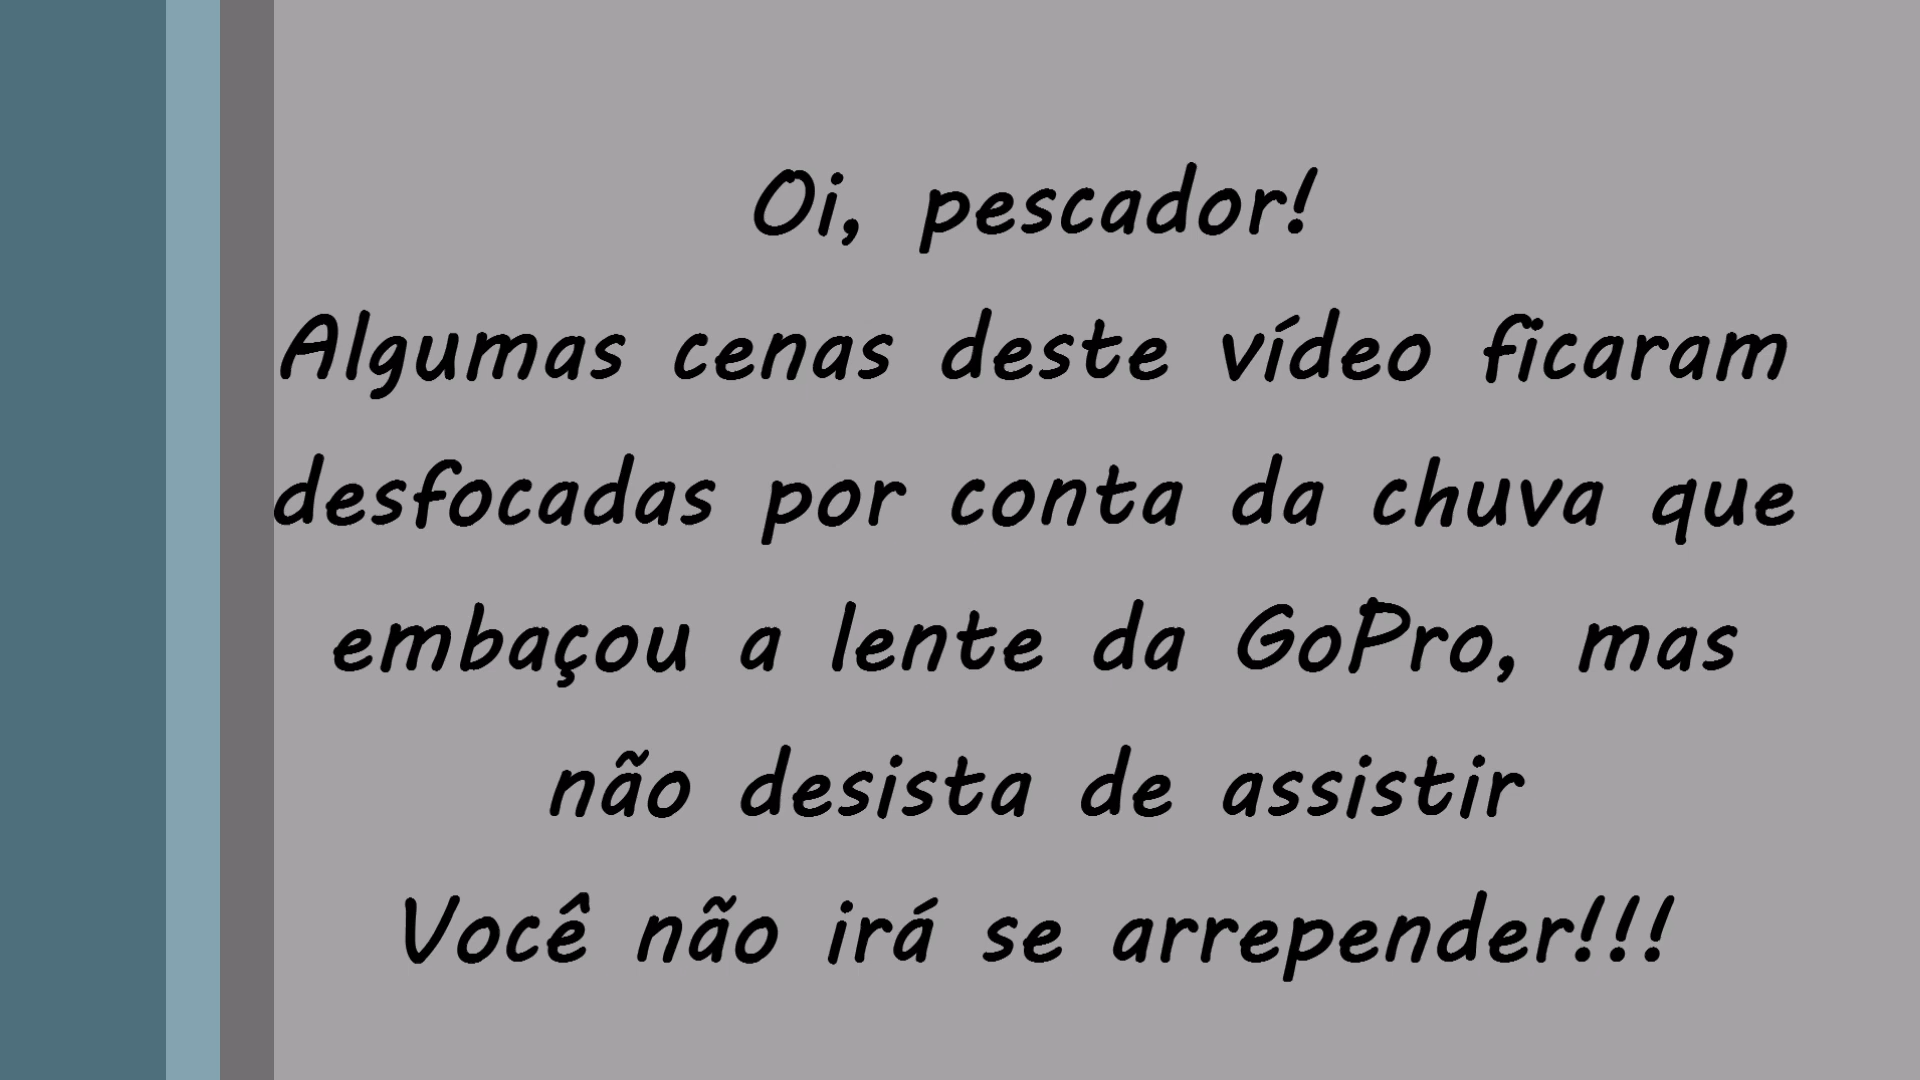 Oi, pescador!
Algumas cenas deste vídeo ficaram
desfocadas por conta da chuva que
embaçou a lente da GoPro, mas
não desista de assistir
Você não irá se arrepender!!!